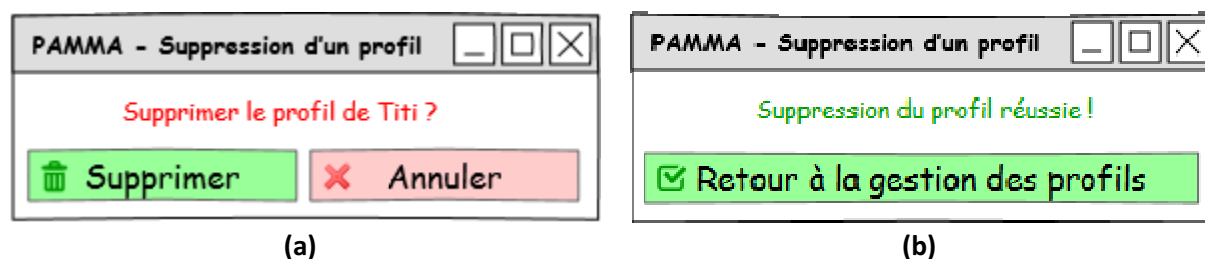 PAMMA - Suppression d'un profil
Supprimer le profil de Titi ?
Supprimer
Annuler
(a)
PAMMA - Suppression d'un profil
Suppression du profil réussie !
Retour à la gestion des profils
(b)